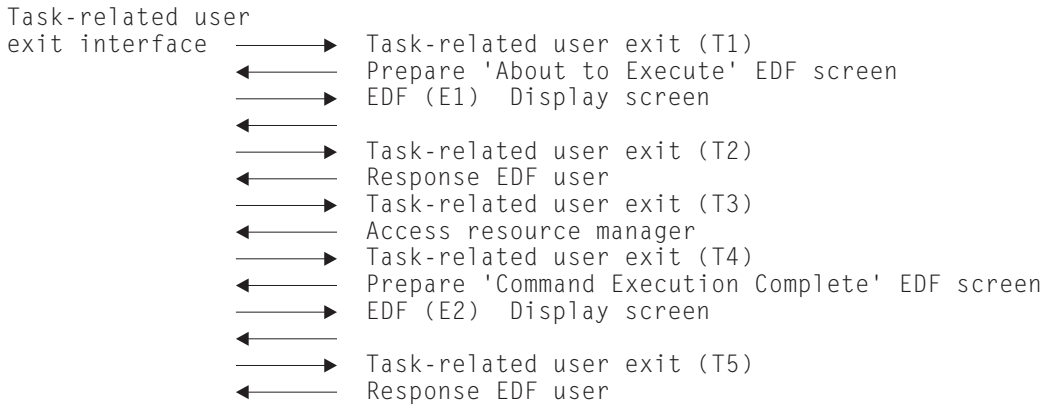 Task-related user
exit interface Task-related user exit (T1)
Prepare 'About to Execute' EDF screen
EDF (E1) Display screen
Task-related user exit (T2)
Response EDF user
Task-related user exit (T3)
Access resource manager
Task-related user exit (T4)
Prepare 'Command Execution Complete' EDF screen
EDF (E2) Display screen
Task-related user exit (T5)
Response EDF user